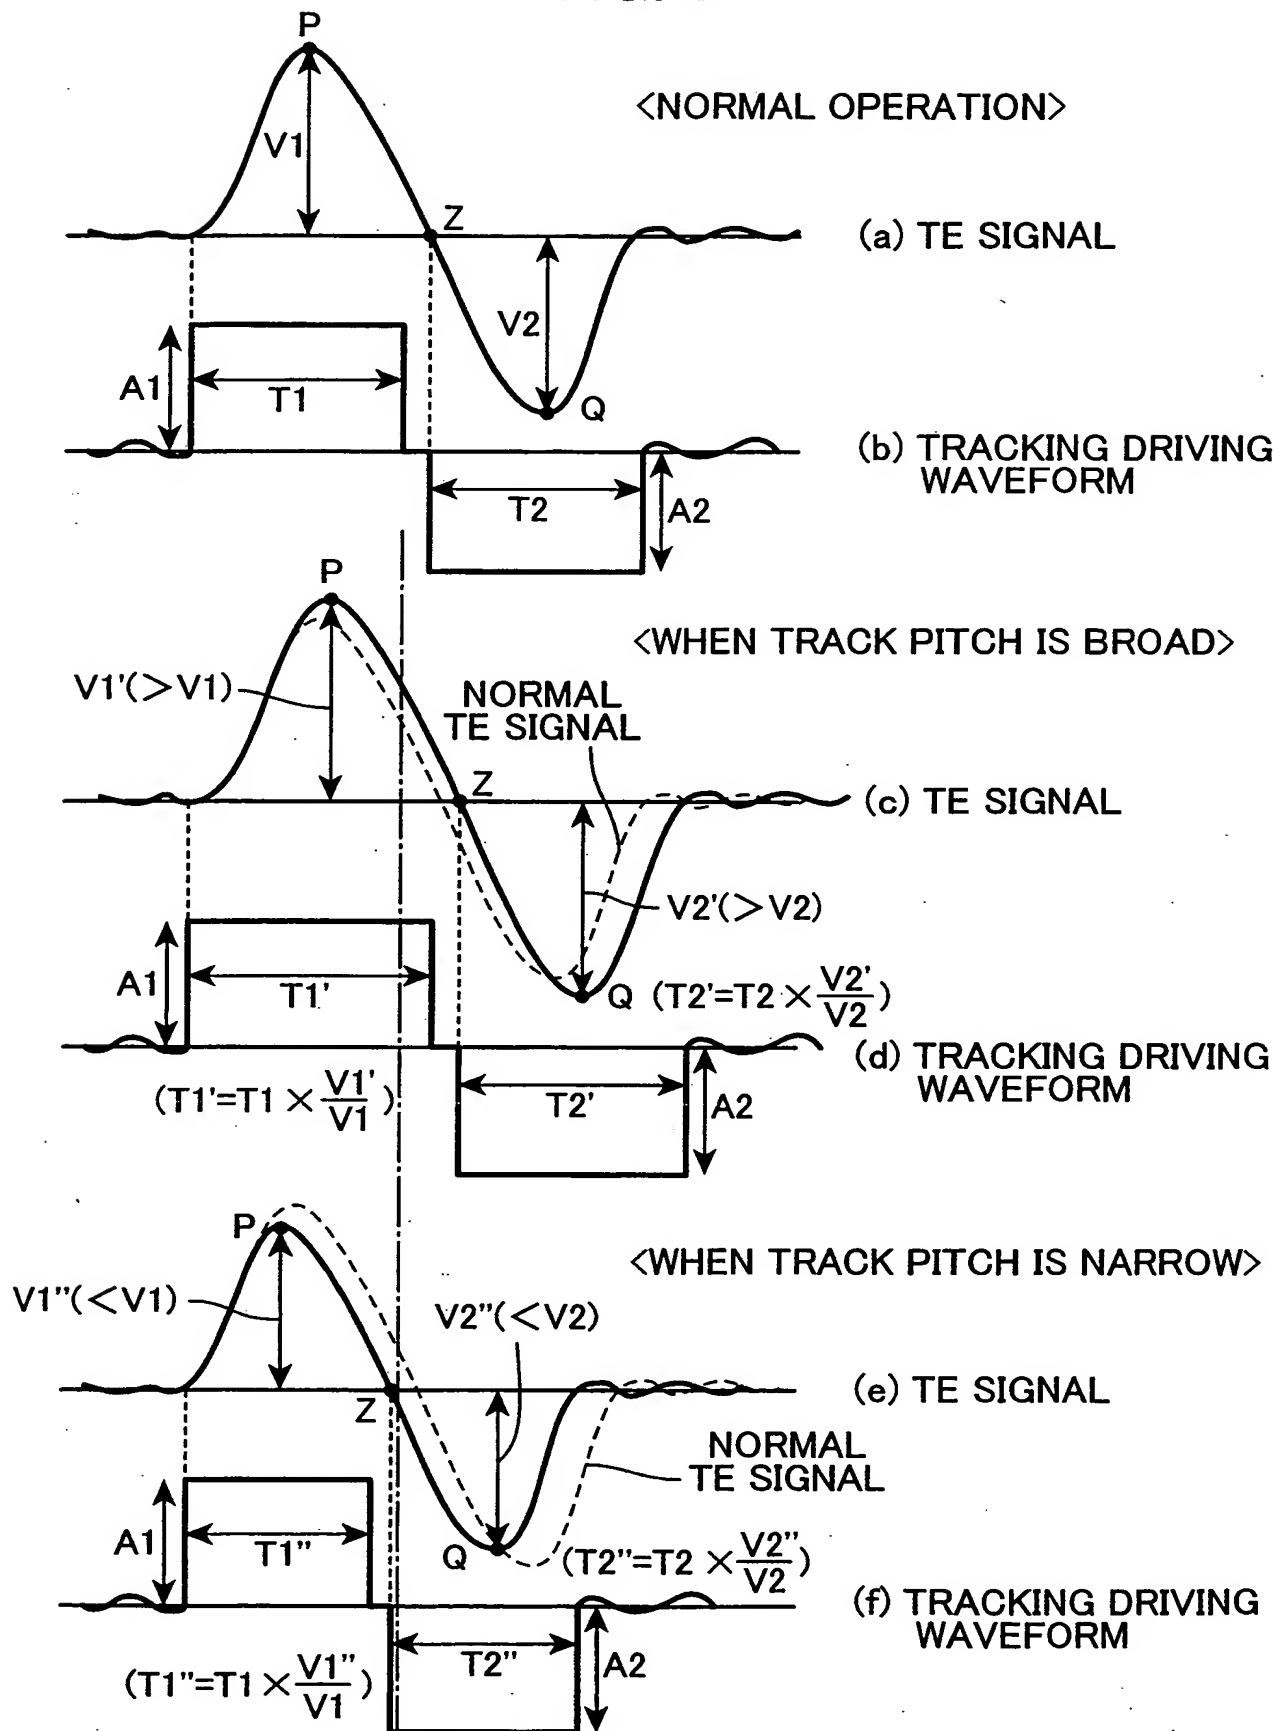 P
<NORMAL OPERATION>
V1
Z
(a) TE SIGNAL
V2
A1
T1
Q
(b) TRACKING DRIVING
WAVEFORM
T2
A2
P
<WHEN TRACK PITCH IS BROAD>
V1'(>V1)
NORMAL
TE SIGNAL
Z
(c) TE SIGNAL
V2'(>V2)
A1
T1'
Q (T2'=T2 × V2'/V2)
(d) TRACKING DRIVING
WAVEFORM
(T1'=T1 × V1'/V1)
T2'
A2
P
<WHEN TRACK PITCH IS NARROW>
V1''(<V1)
V2''(<V2)
Z
(e) TE SIGNAL
NORMAL
TE SIGNAL
A1
T1''
Q
(T2''=T2 × V2''/V2)
(f) TRACKING DRIVING
WAVEFORM
(T1''=T1 × V1''/V1)
T2''
A2